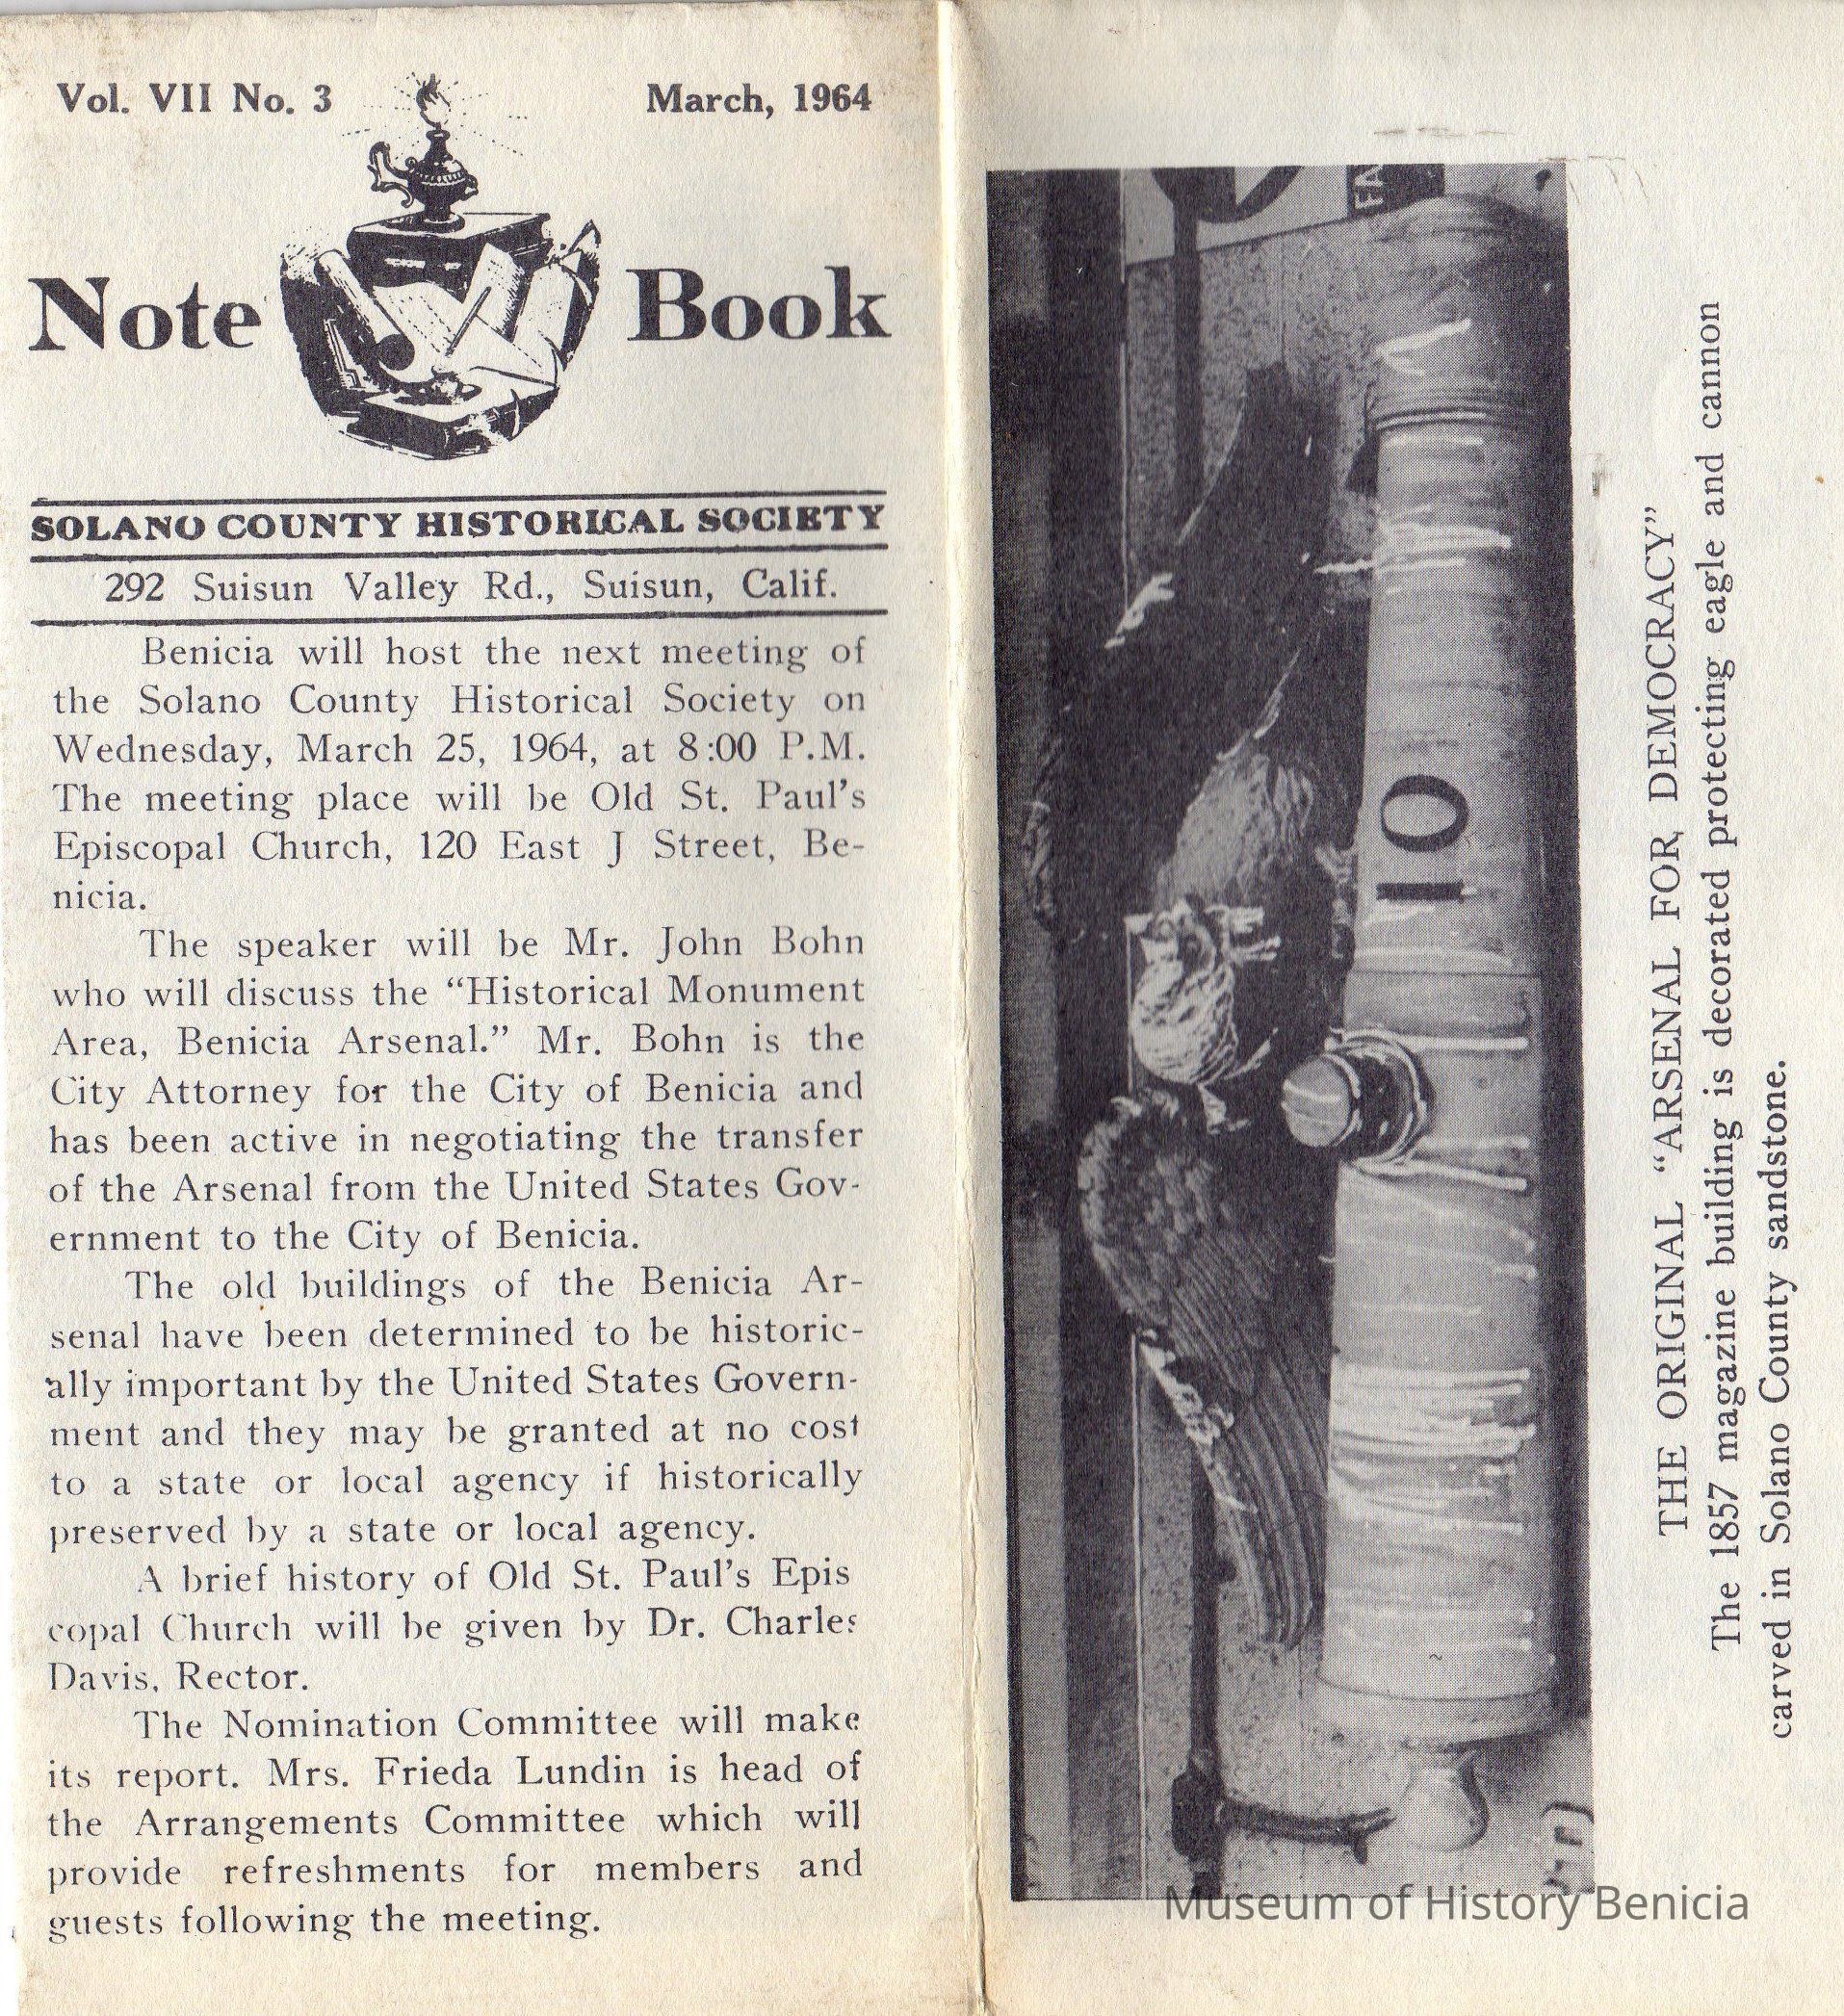 Vol. VII No. 3 March, 1964
Note Book
SOLANO COUNTY HISTORICAL SOCIETY
292 Suisun Valley Rd., Suisun, Calif.
Benicia will host the next meeting of
the Solano County Historical Society on
Wednesday, March 25, 1964, at 8:00 P.M.
The meeting place will be Old St. Paul's
Episcopal Church, 120 East J Street, Be-
nicia.
The speaker will be Mr. John Bohn
who will discuss the “Historical Monument
Area, Benicia Arsenal.” Mr. Bohn is the
City Attorney for the City of Benicia and
has been active in negotiating the transfer
of the Arsenal from the United States Gov-
ernment to the City of Benicia.
The old buildings of the Benicia Ar-
senal have been determined to be historic-
ally important by the United States Govern-
ment and they may be granted at no cost
to a state or local agency if historically
preserved by a state or local agency.
A brief history of Old St. Paul's Epis
copal Church will be given by Dr. Charles
Davis, Rector.
The Nomination Committee will make
its report. Mrs. Frieda Lundin is head of
the Arrangements Committee which will
provide refreshments for members and
guests following the meeting.
FA
10
THE ORIGINAL “ARSENAL FOR DEMOCRACY”
The 1857 magazine building is decorated protecting eagle and cannon
carved in Solano County sandstone.
Museum of History Benicia